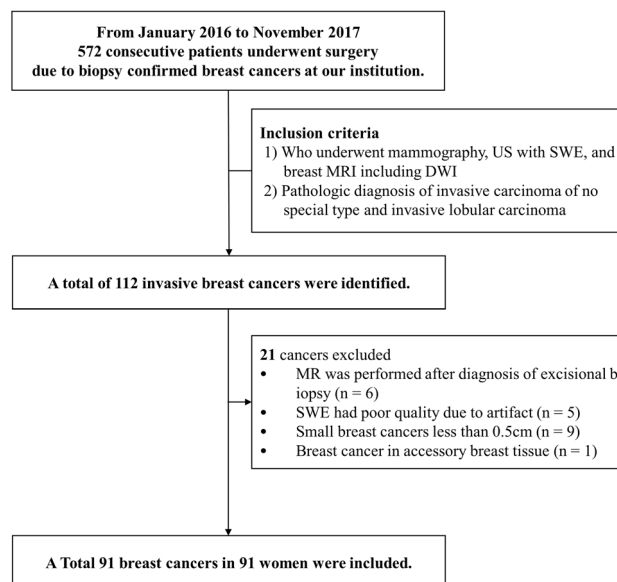 From January 2016 to November 2017
572 consecutive patients underwent surgery
due to biopsy confirmed breast cancers at our institution.
Inclusion criteria
1) Who underwent mammography, US with SWE, and
breast MRI including DWI
2) Pathologic diagnosis of invasive carcinoma of no
special type and invasive lobular carcinoma
A total of 112 invasive breast cancers were identified.
21 cancers excluded
• MR was performed after diagnosis of excisional b
iopsy (n = 6)
• SWE had poor quality due to artifact (n = 5)
• Small breast cancers less than 0.5cm (n = 9)
• Breast cancer in accessory breast tissue (n = 1)
A Total 91 breast cancers in 91 women were included.